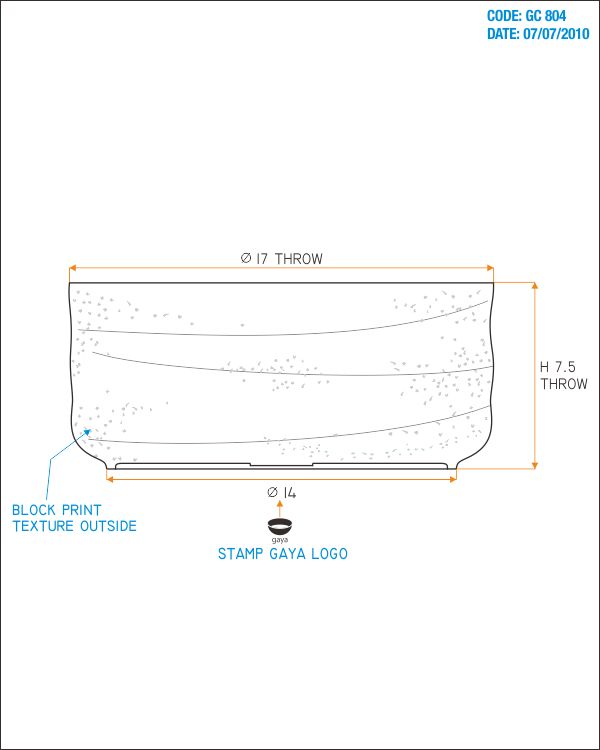 CODE: GC 804
DATE: 07/07/2010
Ø 17 THROW
H 7.5
THROW
Ø 14
BLOCK PRINT
TEXTURE OUTSIDE
gaya
STAMP GAYA LOGO